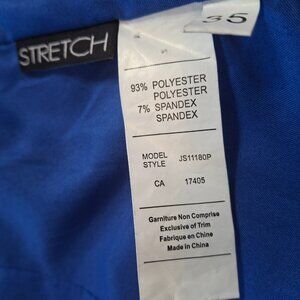 35
STRETCH
93% POLYESTER
POLYESTER
7% SPANDEX
SPANDEX
MODEL JS11180P
STYLE
CA 17405
Garniture Non Comprise
Exclusive of Trim
Fabrique en Chine
Made in China